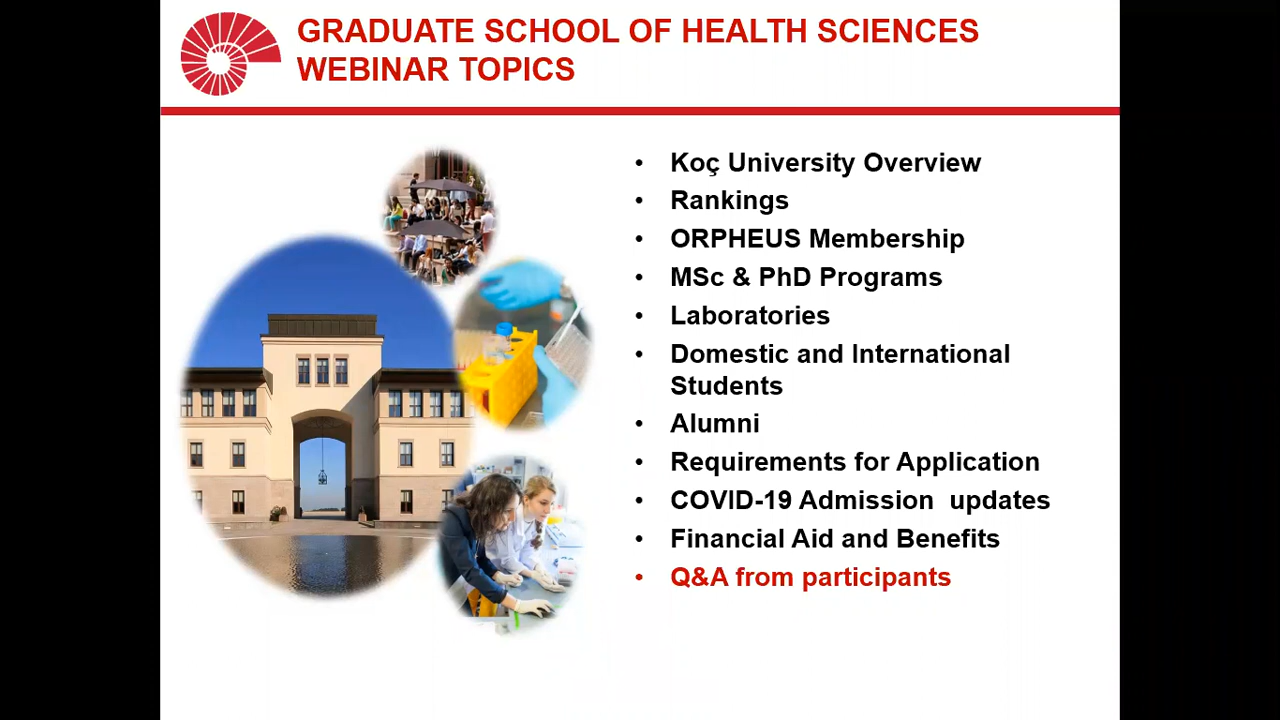 GRADUATE SCHOOL OF HEALTH SCIENCES
WEBINAR TOPICS
• Koç University Overview
• Rankings
• ORPHEUS Membership
• MSc & PhD Programs
• Laboratories
• Domestic and International
Students
• Alumni
• Requirements for Application
• COVID-19 Admission  updates
• Financial Aid and Benefits
• Q&A from participants